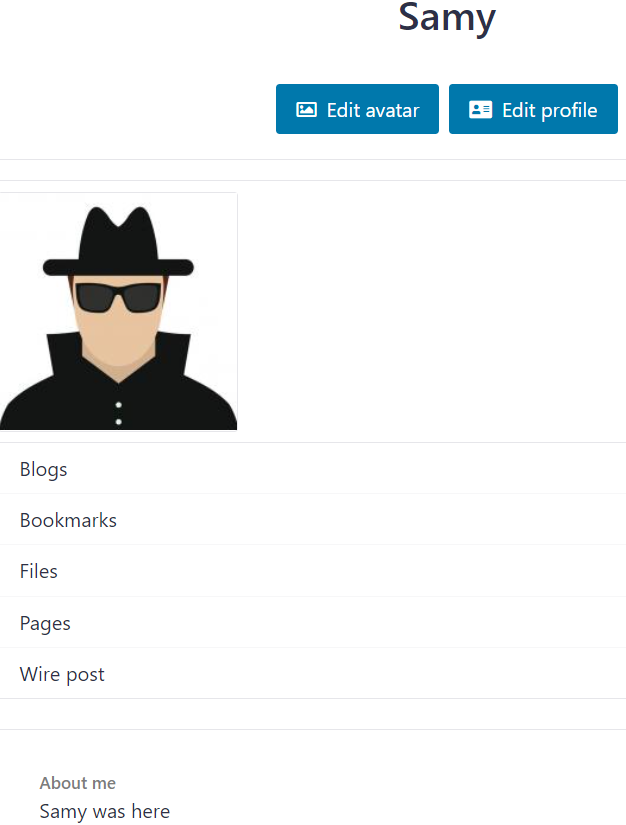 Samy
Edit avatar Edit profile
Blogs
Bookmarks
Files
Pages
Wire post
About me
Samy was here